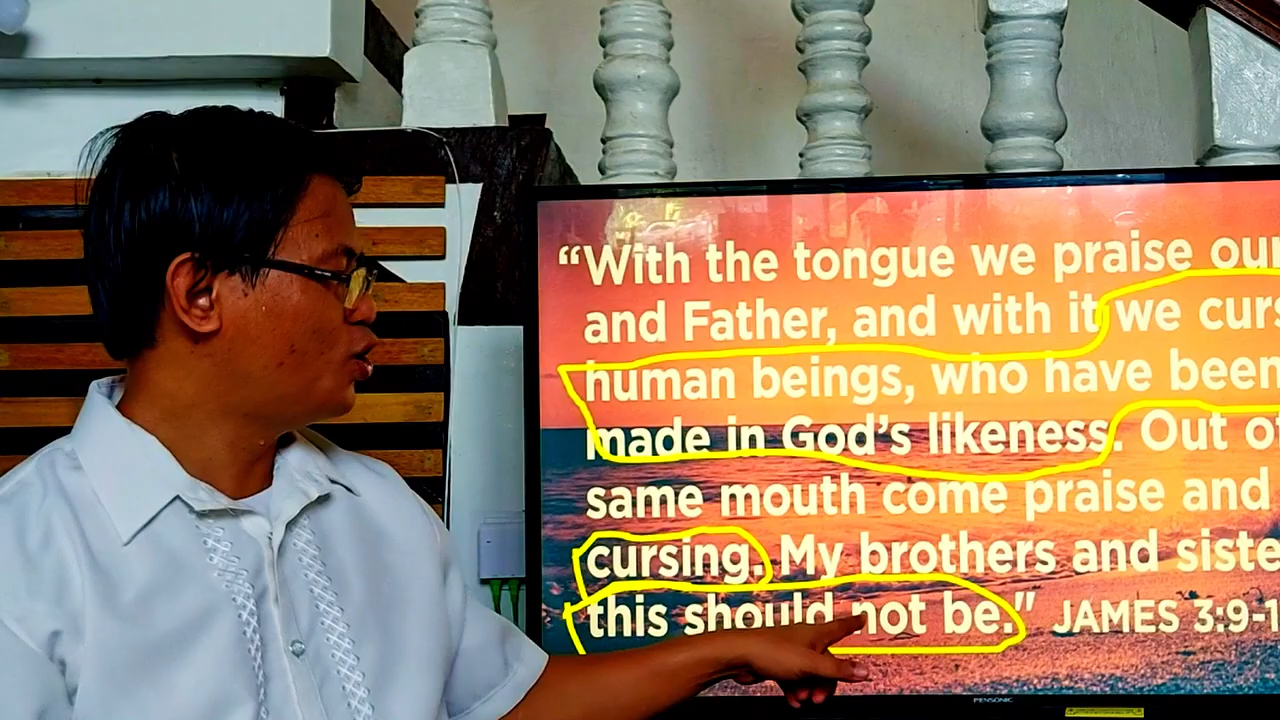 “With the tongue we praise our
and Father, and with it we curs
human beings, who have been
made in God’s likeness. Out of
same mouth come praise and
cursing. My brothers and siste
this should not be.” JAMES 3:9-1
PENSONIC